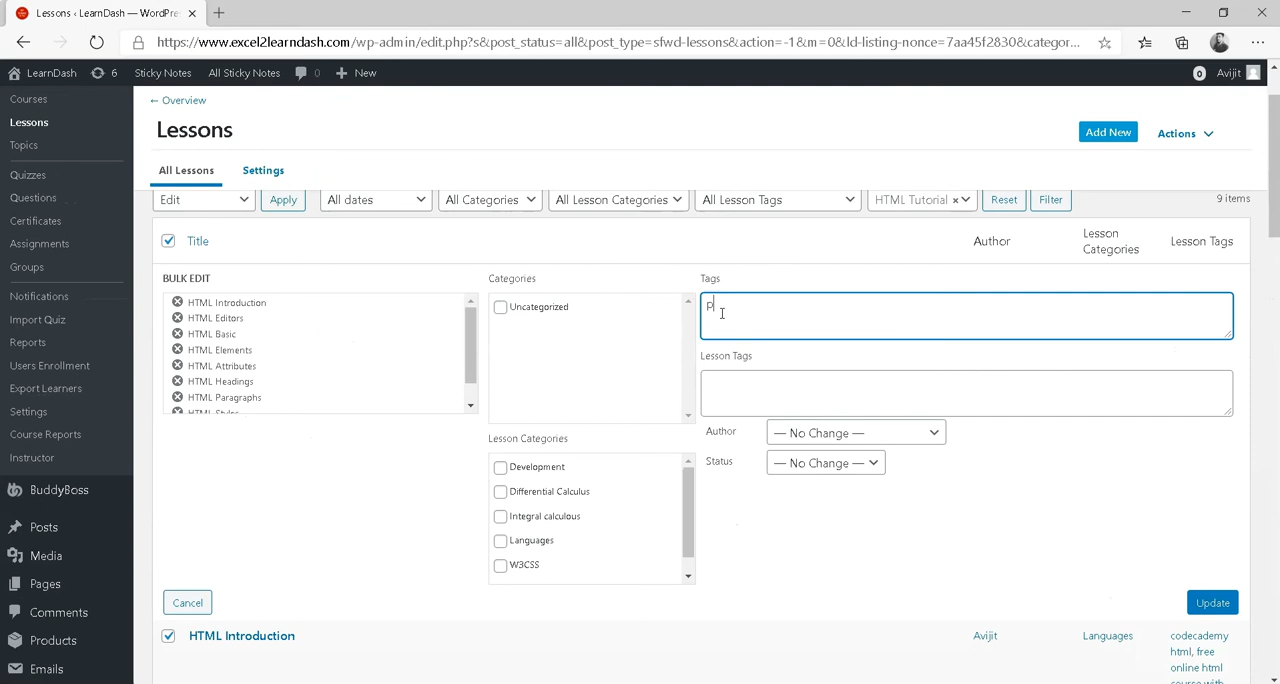 Lessons ‹ LearnDash — WordPre
https://www.excel2learndash.com/wp-admin/edit.php?s&post_status=all&post_type=sfwd-lessons&action=-1&m=0&ld-listing-nonce=7aa45f2830&categor...
LearnDash 6 Sticky Notes All Sticky Notes 0 New 0 Avijit
Courses
Lessons
Topics
Quizzes
Questions
Certificates
Assignments
Groups
Notifications
Import Quiz
Reports
Users Enrollment
Export Learners
Settings
Course Reports
Instructor
BuddyBoss
Posts
Media
Pages
Comments
Products
Emails
← Overview
Lessons
Add New Actions
All Lessons Settings
Edit Apply All dates All Categories All Lesson Categories All Lesson Tags HTML Tutorial × Reset Filter 9 items
Title Author Lesson Categories Lesson Tags
BULK EDIT
HTML Introduction
HTML Editors
HTML Basic
HTML Elements
HTML Attributes
HTML Headings
HTML Paragraphs
HTML Styles
Categories
Uncategorized
Lesson Categories
Development
Differential Calculus
Integral calculous
Languages
W3CSS
Tags
p
Lesson Tags
Author — No Change —
Status — No Change —
Cancel Update
HTML Introduction Avijit Languages codecademy
html, free
online html
course with